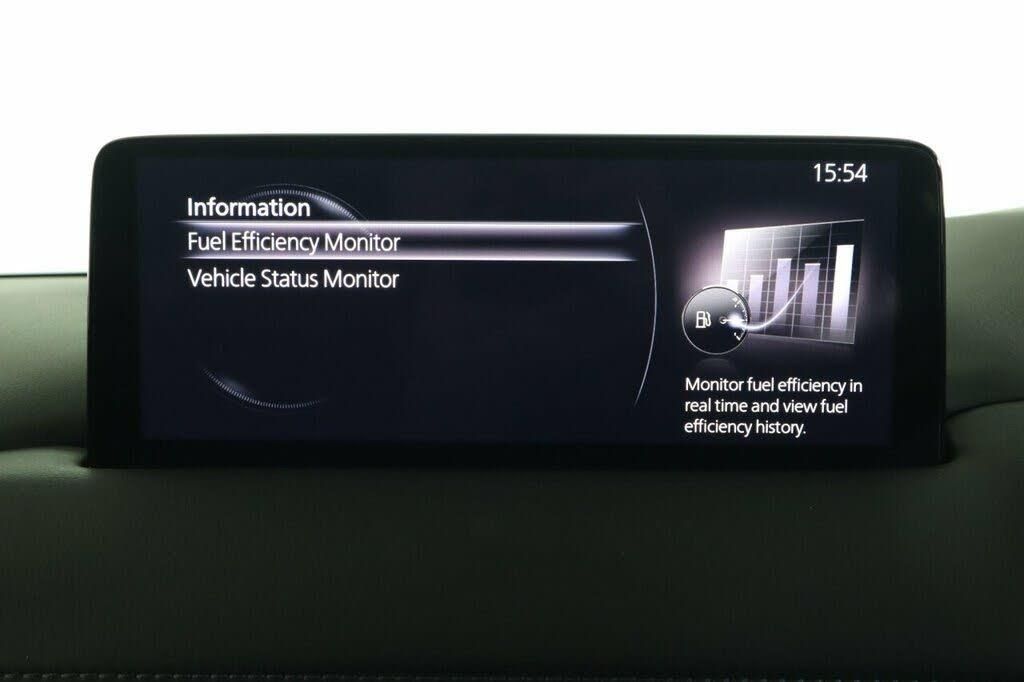 15:54
Information
Fuel Efficiency Monitor
Vehicle Status Monitor
Monitor fuel efficiency in
real time and view fuel
efficiency history.